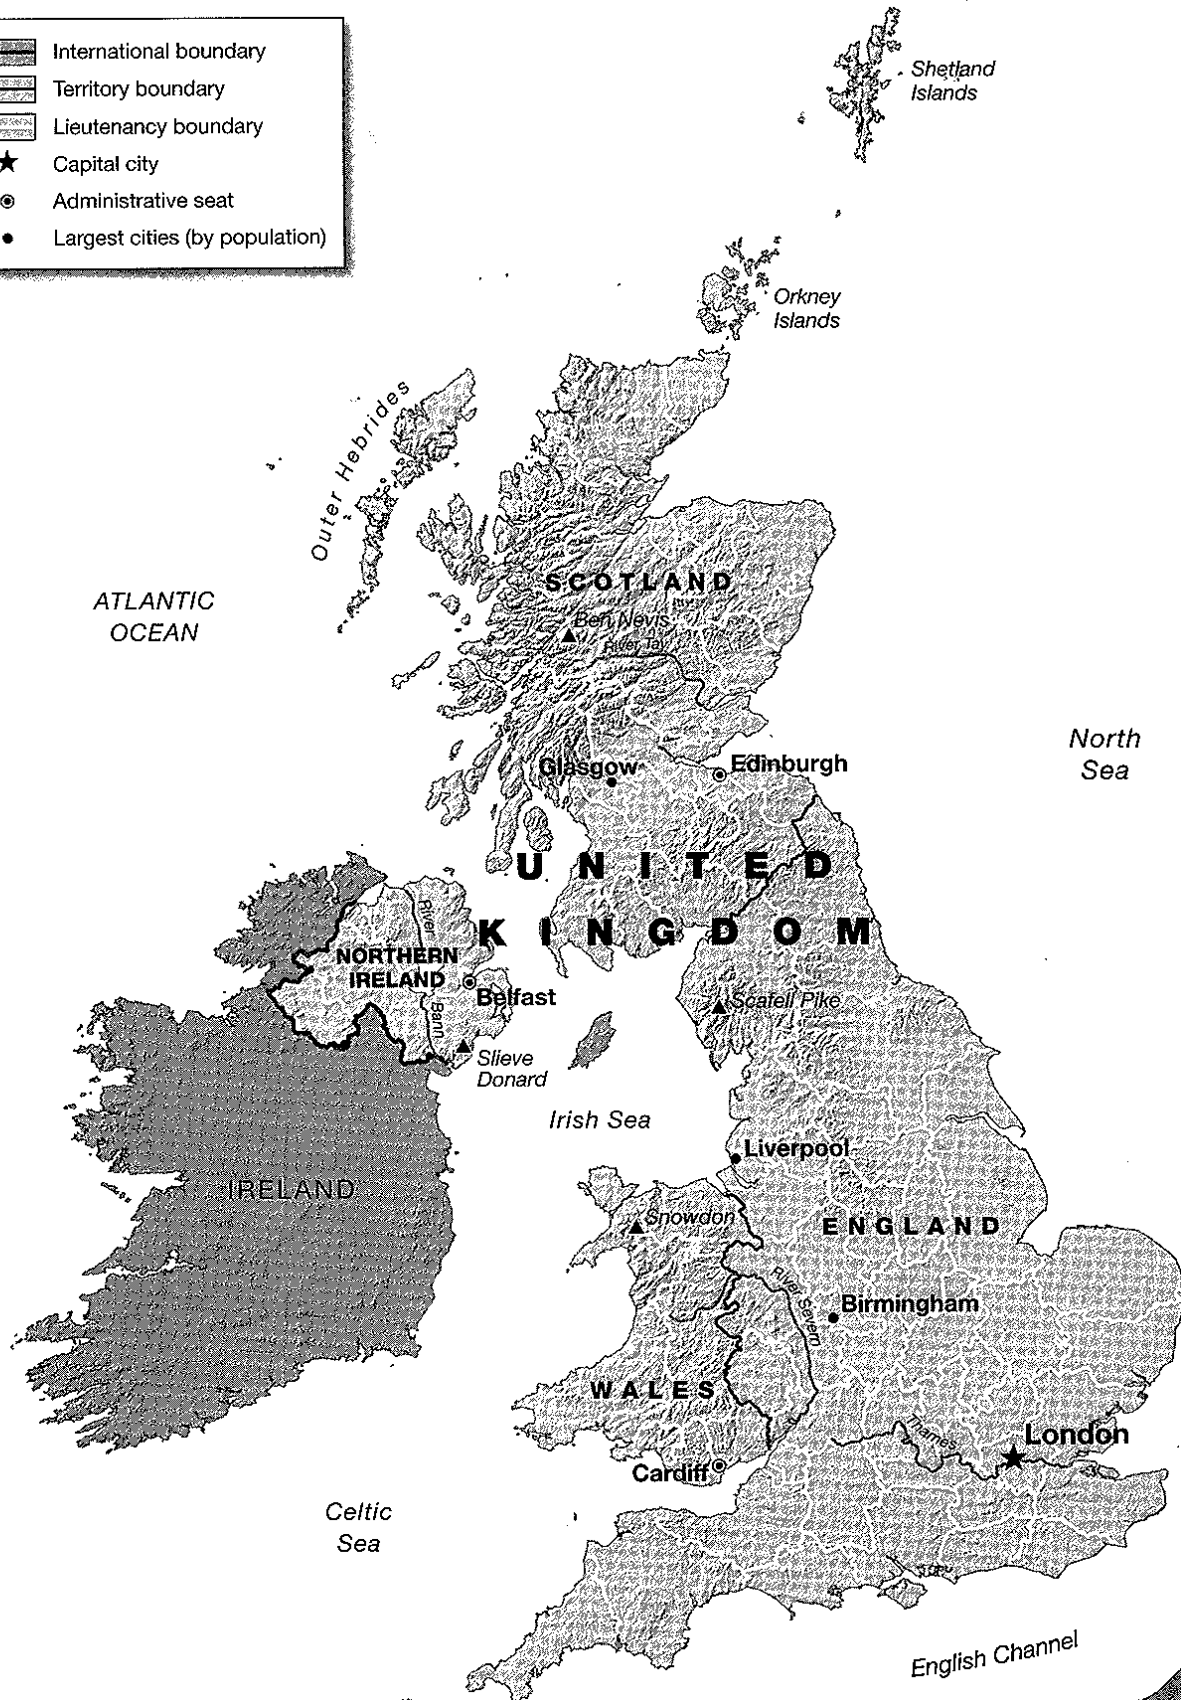 International boundary
Territory boundary
Lieutenancy boundary
Capital city
Administrative seat
Largest cities (by population)
Shetland
Islands
Orkney
Islands
Outer Hebrides
ATLANTIC
OCEAN
SCOTLAND
Ben Nevis
River Tay
North
Sea
Glasgow
Edinburgh
UNITED
KINGDOM
River Bann
NORTHERN
IRELAND
Belfast
Scafell Pike
Slieve
Donard
Irish Sea
Liverpool
IRELAND
Snowdon
ENGLAND
River Severn
Birmingham
WALES
Thames
London
Cardiff
Celtic
Sea
English Channel